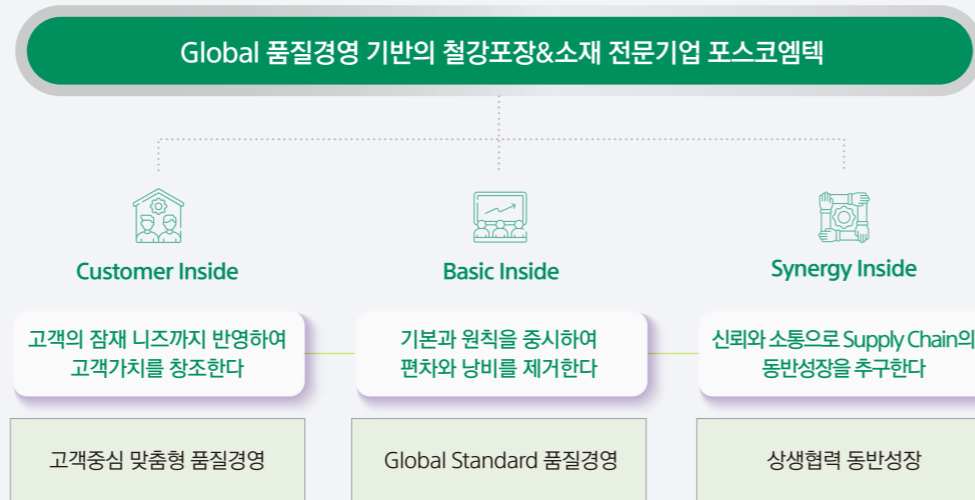 Global 품질경영 기반의 철강포장&소재 전문기업 포스코엠텍
Customer Inside
Basic Inside
Synergy Inside
고객의 잠재 니즈까지 반영하여
고객가치를 창조한다
기본과 원칙을 중시하여
편차와 낭비를 제거한다
신뢰와 소통으로 Supply Chain의
동반성장을 추구한다
고객중심 맞춤형 품질경영
Global Standard 품질경영
상생협력 동반성장